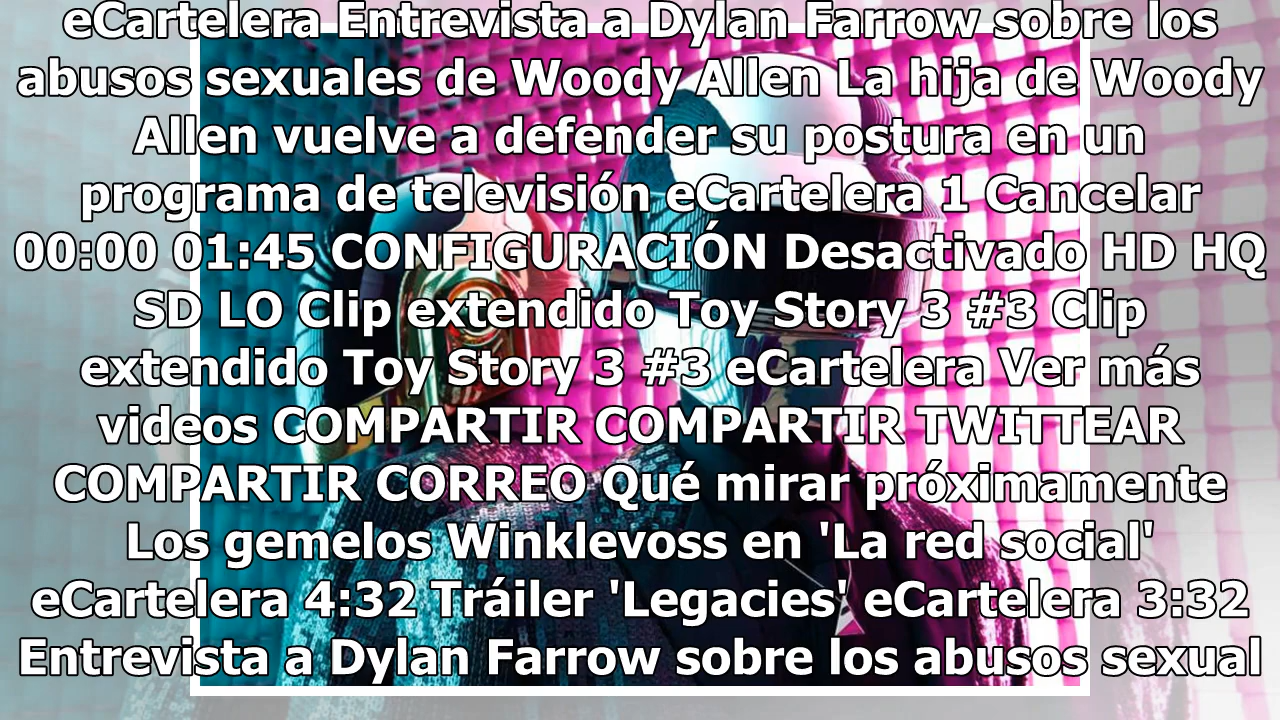 eCartelera Entrevista a Dylan Farrow sobre los
abusos sexuales de Woody Allen La hija de Woody
Allen vuelve a defender su postura en un
programa de televisión eCartelera 1 Cancelar
00:00 01:45 CONFIGURACIÓN Desactivado HD HQ
SD LO Clip extendido Toy Story 3 #3 Clip
extendido Toy Story 3 #3 eCartelera Ver más
videos COMPARTIR COMPARTIR TWITTEAR
COMPARTIR CORREO Qué mirar próximamente
Los gemelos Winklevoss en 'La red social'
eCartelera 4:32 Tráiler 'Legacies' eCartelera 3:32
Entrevista a Dylan Farrow sobre los abusos sexual